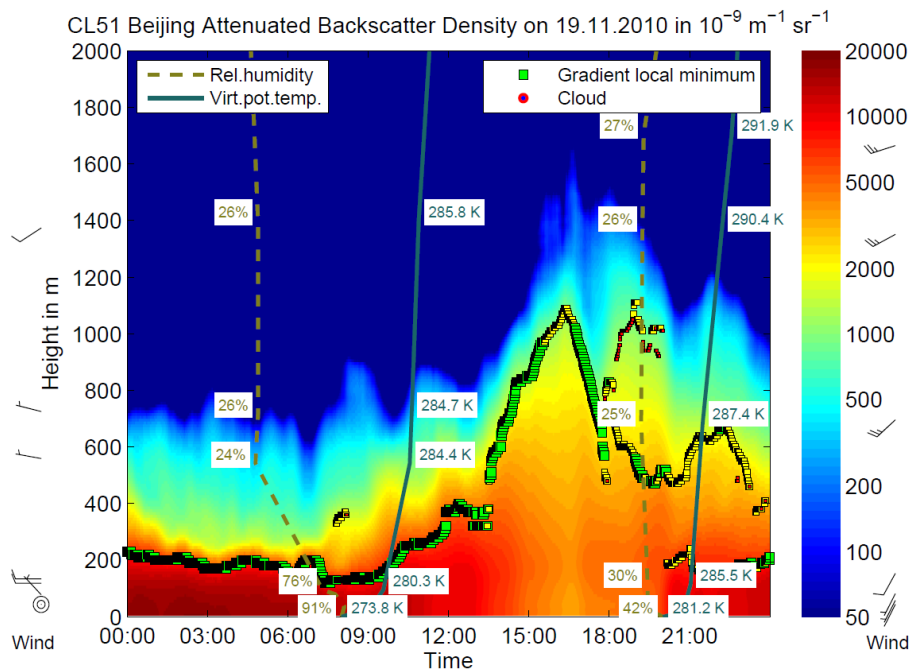 CL51 Beijing Attenuated Backscatter Density on 19.11.2010 in 10⁻⁹ m⁻¹ sr⁻¹
Rel.humidity
Virt.pot.temp.
Gradient local minimum
Cloud
Height in m
2000
1800
1600
1400
1200
1000
800
600
400
200
0
26%
26%
24%
76%
91%
285.8 K
284.7 K
284.4 K
280.3 K
273.8 K
27%
26%
25%
30%
42%
291.9 K
290.4 K
287.4 K
285.5 K
281.2 K
00:00
03:00
06:00
09:00
12:00
15:00
18:00
21:00
Time
Wind
20000
10000
5000
2000
1000
500
200
100
50
Wind